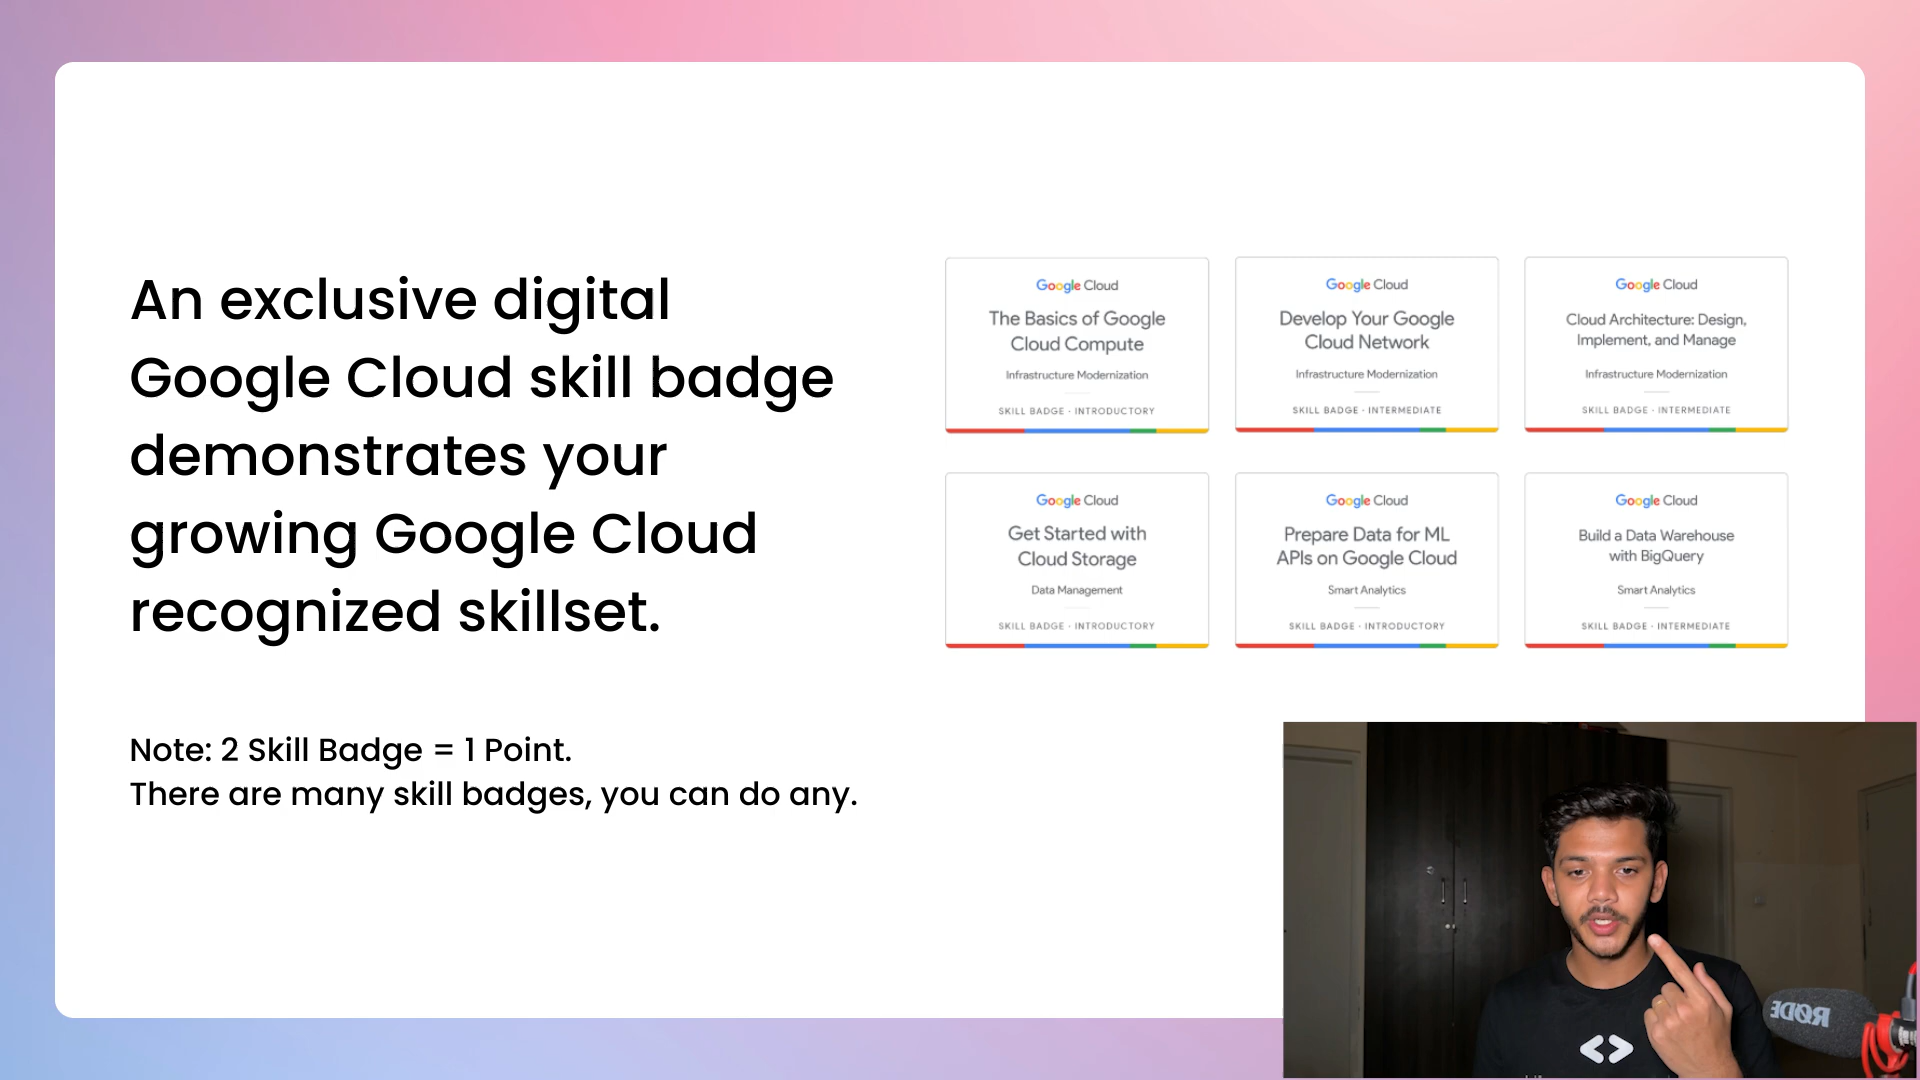 An exclusive digital
Google Cloud skill badge
demonstrates your
growing Google Cloud
recognized skillset.
Note: 2 Skill Badge = 1 Point.
There are many skill badges, you can do any.
Google Cloud
The Basics of Google
Cloud Compute
Infrastructure Modernization
SKILL BADGE · INTRODUCTORY
Google Cloud
Develop Your Google
Cloud Network
Infrastructure Modernization
SKILL BADGE · INTERMEDIATE
Google Cloud
Cloud Architecture: Design,
Implement, and Manage
Infrastructure Modernization
SKILL BADGE · INTERMEDIATE
Google Cloud
Get Started with
Cloud Storage
Data Management
SKILL BADGE · INTRODUCTORY
Google Cloud
Prepare Data for ML
APIs on Google Cloud
Smart Analytics
SKILL BADGE · INTRODUCTORY
Google Cloud
Build a Data Warehouse
with BigQuery
Smart Analytics
SKILL BADGE · INTERMEDIATE
RØDE
<>